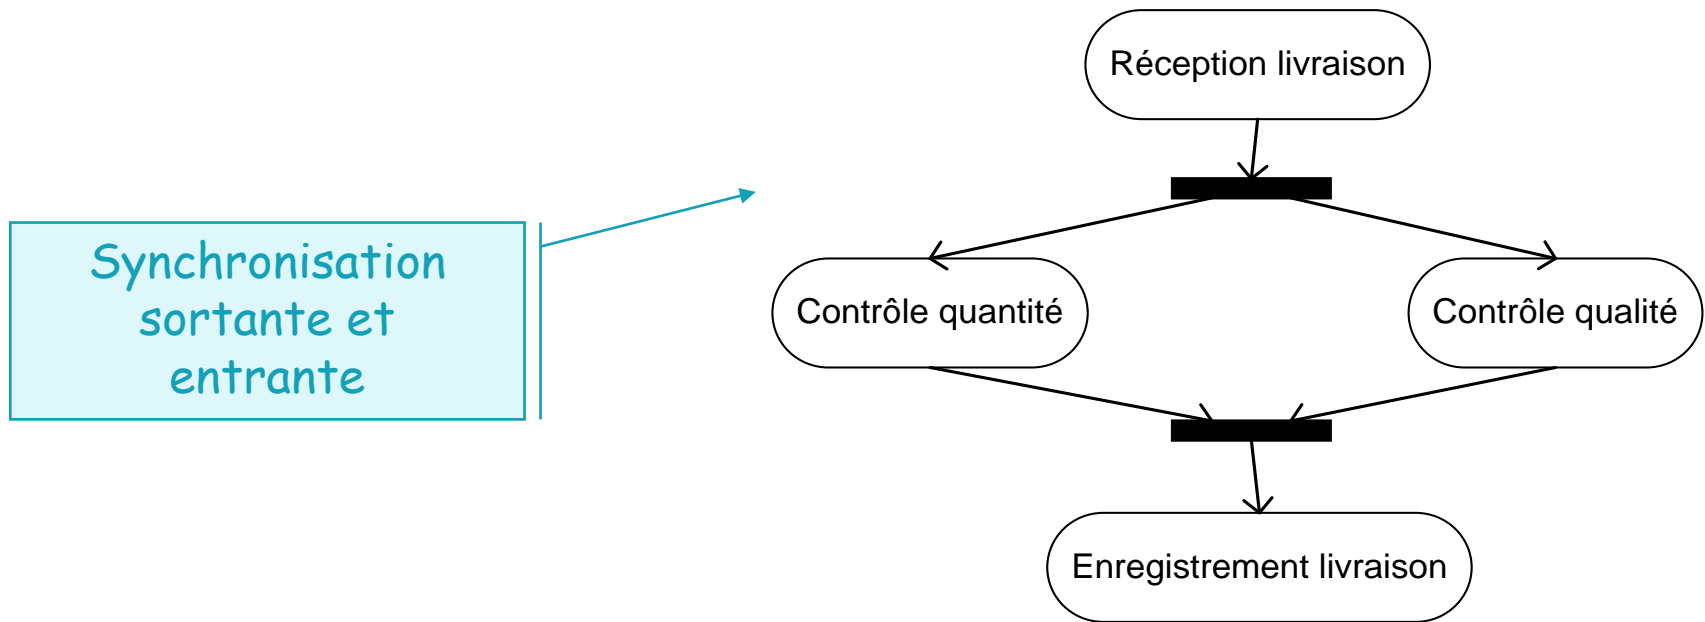 Réception livraison
Synchronisation
sortante et
entrante
Contrôle quantité
Contrôle qualité
Enregistrement livraison